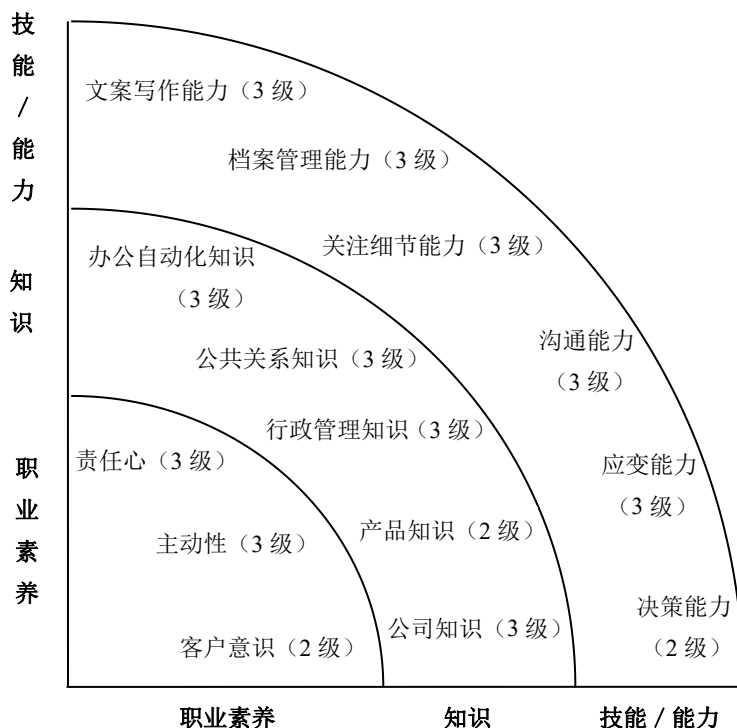 技能/能力
知识
职业素养
文案写作能力（3 级）
档案管理能力（3 级）
关注细节能力（3 级）
沟通能力
（3 级）
应变能力
（3 级）
决策能力
（2 级）
办公自动化知识
（3 级）
公共关系知识（3 级）
行政管理知识（3 级）
产品知识（2 级）
公司知识（3 级）
责任心（3 级）
主动性（3 级）
客户意识（2 级）
职业素养
知识
技能/能力